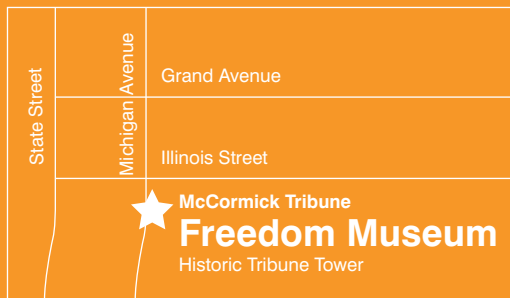 State Street
Michigan Avenue
Grand Avenue
Illinois Street
McCormick Tribune
Freedom Museum
Historic Tribune Tower